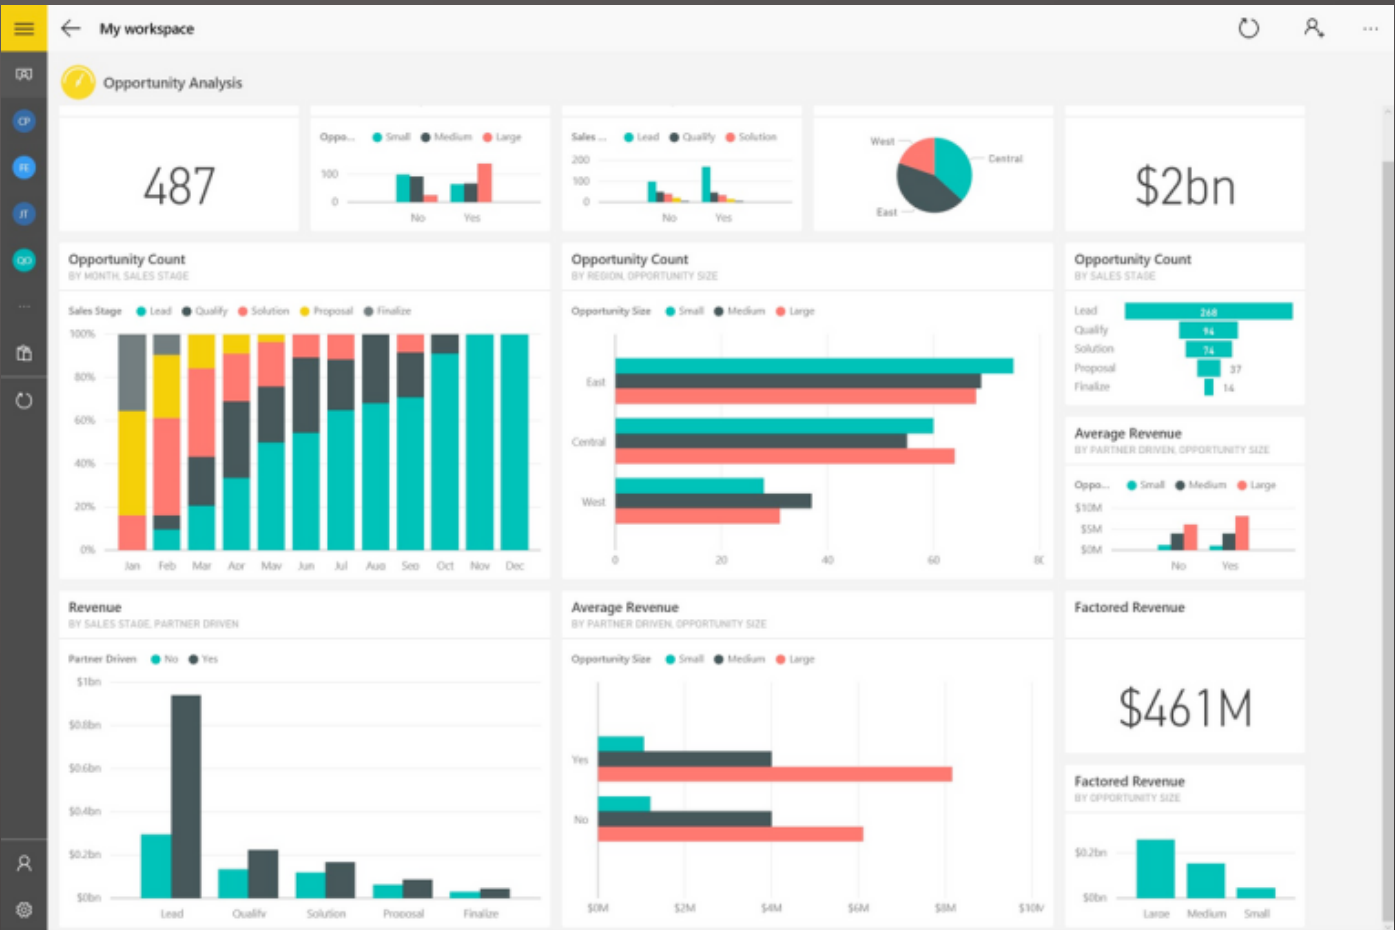 My workspace
...
Opportunity Analysis
CP
FE
JT
QO
...
487
Oppo... Small Medium Large
100
0
No Yes
Sales ... Lead Qualify Solution
200
100
0
No Yes
West
Central
East
$2bn
Opportunity Count
BY MONTH, SALES STAGE
Sales Stage Lead Qualify Solution Proposal Finalize
100%
80%
60%
40%
20%
0%
Jan Feb Mar Apr May Jun Jul Aug Sep Oct Nov Dec
Opportunity Count
BY REGION, OPPORTUNITY SIZE
Opportunity Size Small Medium Large
East
Central
West
0 20 40 60 80
Opportunity Count
BY SALES STAGE
Lead 268
Qualify 94
Solution 74
Proposal 37
Finalize 14
Average Revenue
BY PARTNER DRIVEN, OPPORTUNITY SIZE
Oppo... Small Medium Large
$10M
$5M
$0M
No Yes
Revenue
BY SALES STAGE, PARTNER DRIVEN
Partner Driven No Yes
$1bn
$0.8bn
$0.6bn
$0.4bn
$0.2bn
$0bn
Lead Qualify Solution Proposal Finalize
Average Revenue
BY PARTNER DRIVEN, OPPORTUNITY SIZE
Opportunity Size Small Medium Large
Yes
No
$0M $2M $4M $6M $8M $10M
Factored Revenue
$461M
Factored Revenue
BY OPPORTUNITY SIZE
$0.2bn
$0bn
Large Medium Small